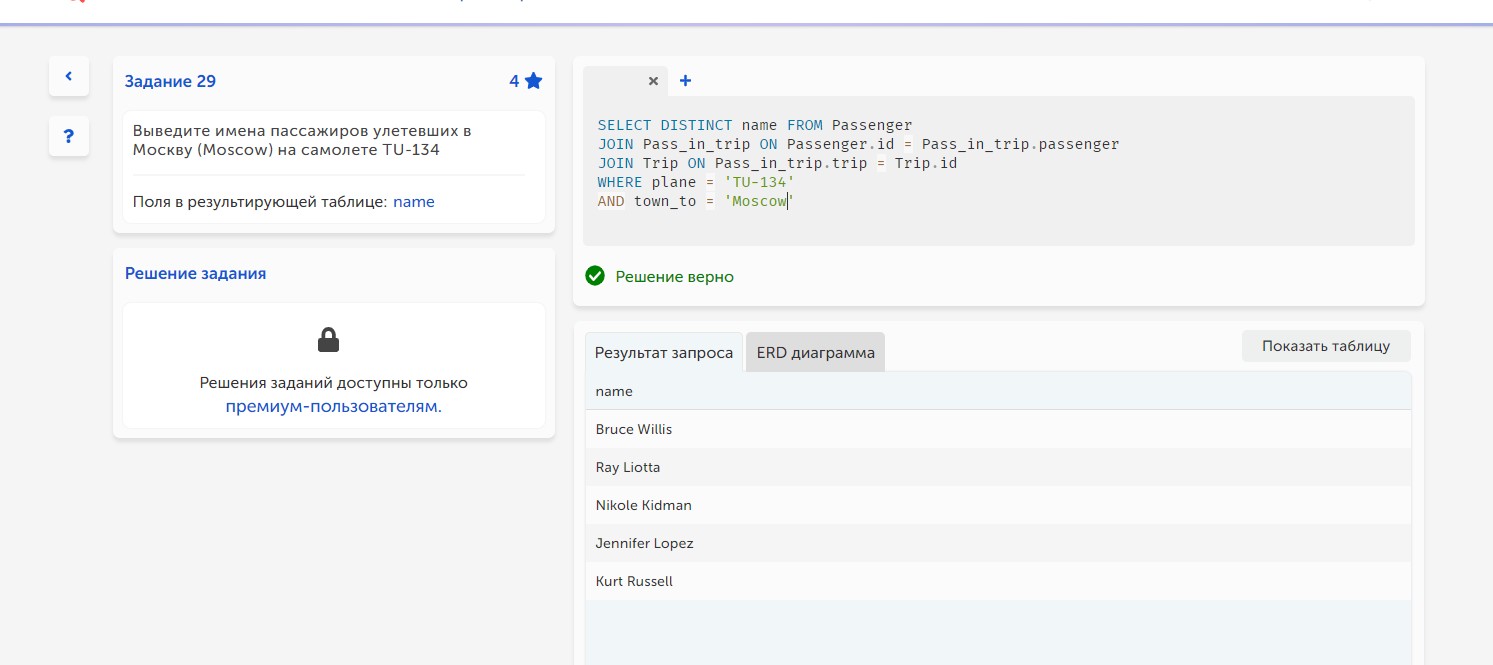 Задание 29
4
?
Выведите имена пассажиров улетевших в
Москву (Moscow) на самолете TU-134
Поля в результирующей таблице: name
Решение задания
Решения заданий доступны только
премиум-пользователям.
SELECT DISTINCT name FROM Passenger
JOIN Pass_in_trip ON Passenger.id = Pass_in_trip.passenger
JOIN Trip ON Pass_in_trip.trip = Trip.id
WHERE plane = 'TU-134'
AND town_to = 'Moscow'
Решение верно
Результат запроса
ERD диаграмма
Показать таблицу
name
Bruce Willis
Ray Liotta
Nikole Kidman
Jennifer Lopez
Kurt Russell